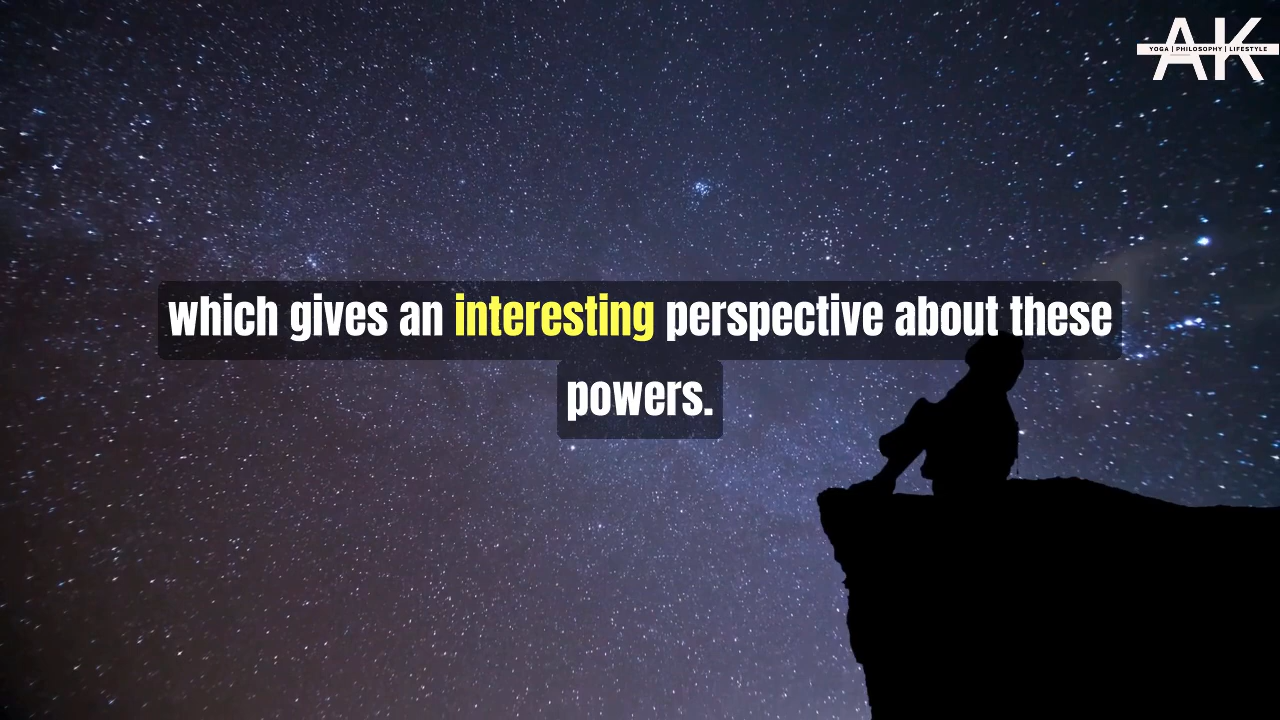 AK
YOGA | PHILOSOPHY | LIFESTYLE
which gives an interesting perspective about these
powers.